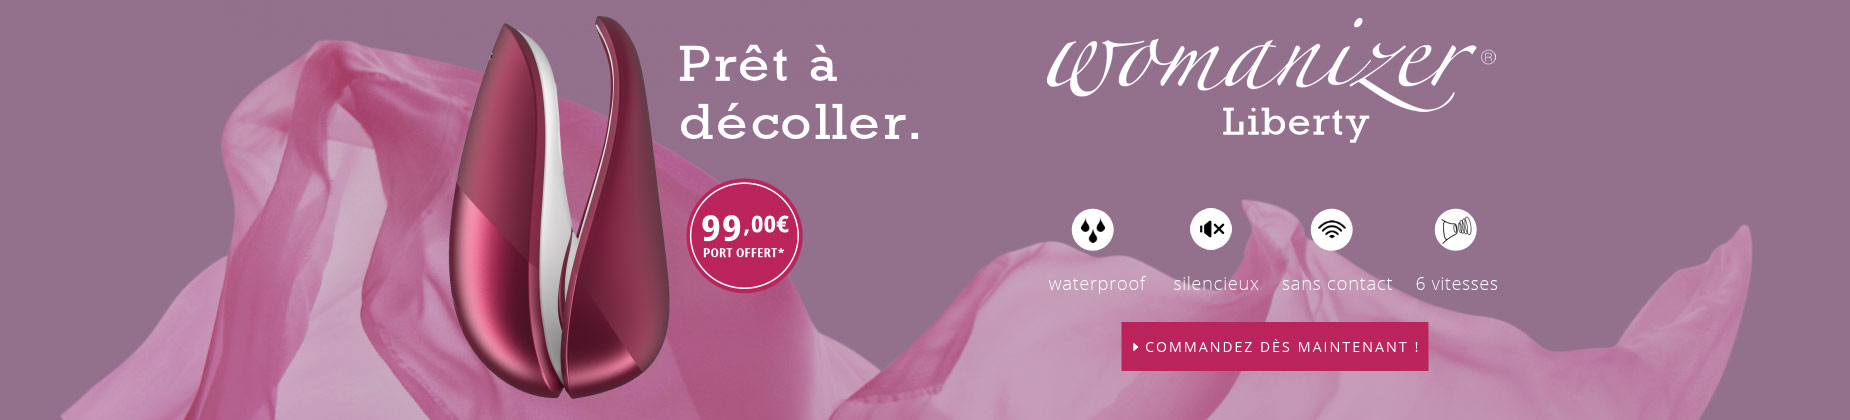 Prêt à
décoller.
99,00€
PORT OFFERT*
womanizer®
Liberty
waterproof silencieux sans contact 6 vitesses
COMMANDEZ DÈS MAINTENANT !